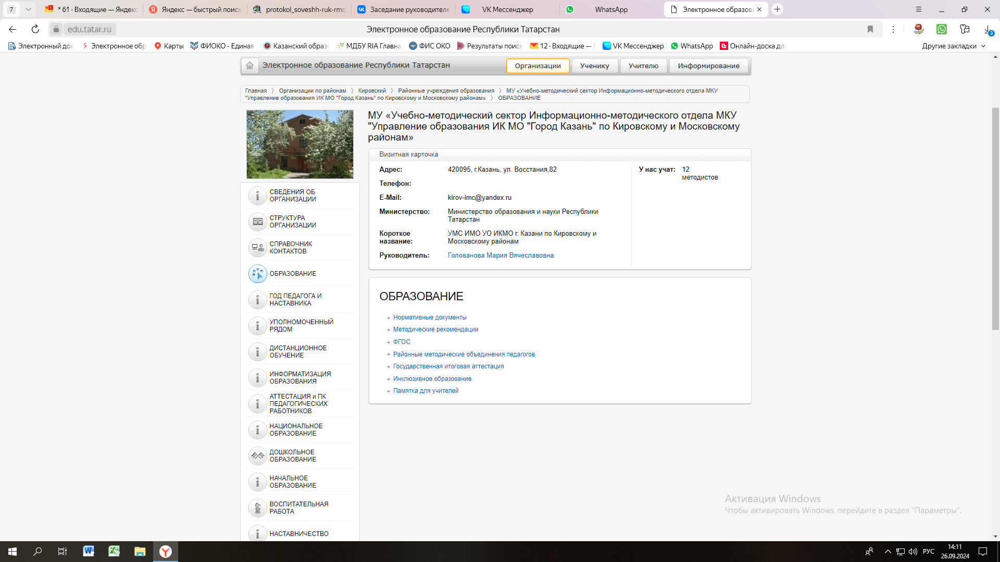 7
* 61 · Входящие — Яндекс
Яндекс — быстрый поиск
protokol_soveshh-ruk-rmo
Заседание руководителе
VK Мессенджер
WhatsApp
Электронное образова
edu.tatar.ru
Электронное образование Республики Татарстан
3
Электронный док
Электронное обр
Карты
ФИОКО - Единая
Казанский образо
МДБУ RIA Главна
ФИС ОКО
Результаты поиск
12 · Входящие —
VK Мессенджер
WhatsApp
Онлайн-доска дл
Другие закладки
Электронное образование Республики Татарстан
Организации
Ученику
Учителю
Информирование
Главная 〉 Организации по районам 〉 Кировский 〉 Районные учреждения образования 〉 МУ «Учебно-методический сектор Информационно-методического отдела МКУ
"Управление образования ИК МО "Город Казань" по Кировскому и Московскому районам» 〉 ОБРАЗОВАНИЕ
МУ «Учебно-методический сектор Информационно-методического отдела МКУ
"Управление образования ИК МО "Город Казань" по Кировскому и Московскому
районам»
Визитная карточка
Адрес: 420095, г.Казань, ул. Восстания,82
Телефон:
E-Mail: kirov-imc@yandex.ru
Министерство: Министерство образования и науки Республики
Татарстан
Короткое
название:
УМС ИМО УО ИКМО г. Казани по Кировскому и
Московскому районам
Руководитель: Голованова Мария Вячеславовна
У нас учат: 12
методистов
СВЕДЕНИЯ ОБ
ОРГАНИЗАЦИИ
СТРУКТУРА
ОРГАНИЗАЦИИ
СПРАВОЧНИК
КОНТАКТОВ
ОБРАЗОВАНИЕ
ГОД ПЕДАГОГА И
НАСТАВНИКА
УПОЛНОМОЧЕННЫЙ
РЯДОМ
ДИСТАНЦИОННОЕ
ОБУЧЕНИЕ
ИНФОРМАТИЗАЦИЯ
ОБРАЗОВАНИЯ
АТТЕСТАЦИЯ и ПК
ПЕДАГОГИЧЕСКИХ
РАБОТНИКОВ
НАЦИОНАЛЬНОЕ
ОБРАЗОВАНИЕ
ДОШКОЛЬНОЕ
ОБРАЗОВАНИЕ
НАЧАЛЬНОЕ
ОБРАЗОВАНИЕ
ВОСПИТАТЕЛЬНАЯ
РАБОТА
НАСТАВНИЧЕСТВО
ОБРАЗОВАНИЕ
Нормативные документы
Методические рекомендации
ФГОС
Районные методические объединения педагогов
Государственная итоговая аттестация
Инклюзивное образование
Памятка для учителей
Активация Windows
Чтобы активировать Windows, перейдите в раздел "Параметры".
РУС
14:11
26.09.2024